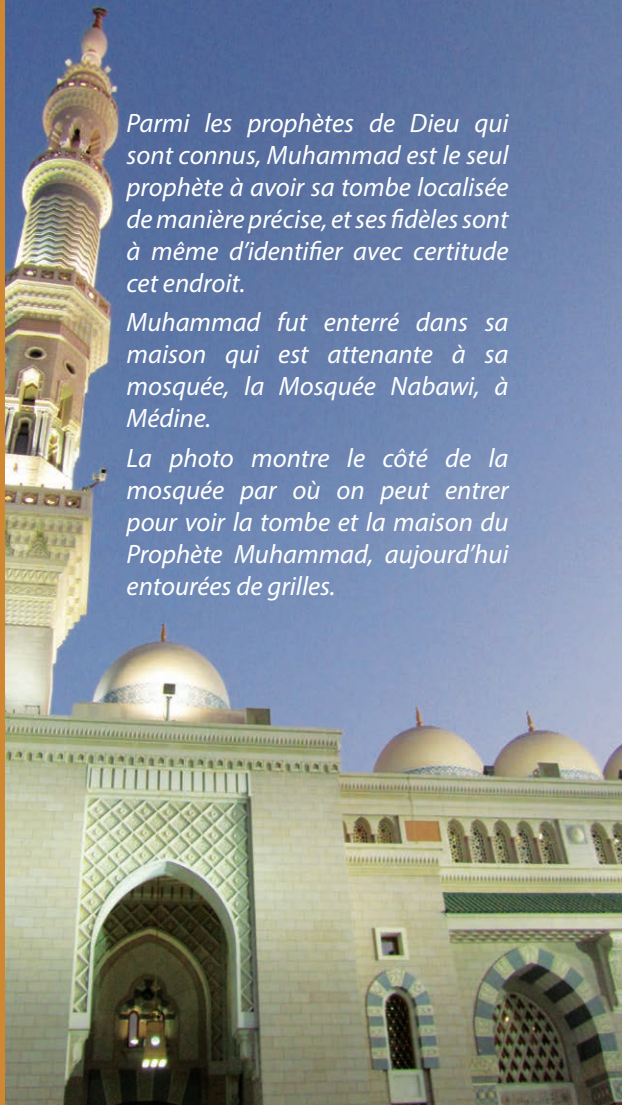 Parmi les prophètes de Dieu qui
sont connus, Muhammad est le seul
prophète à avoir sa tombe localisée
de manière précise, et ses fidèles sont
à même d’identifier avec certitude
cet endroit.
Muhammad fut enterré dans sa
maison qui est attenante à sa
mosquée, la Mosquée Nabawi, à
Médine.
La photo montre le côté de la
mosquée par où on peut entrer
pour voir la tombe et la maison du
Prophète Muhammad, aujourd’hui
entourées de grilles.